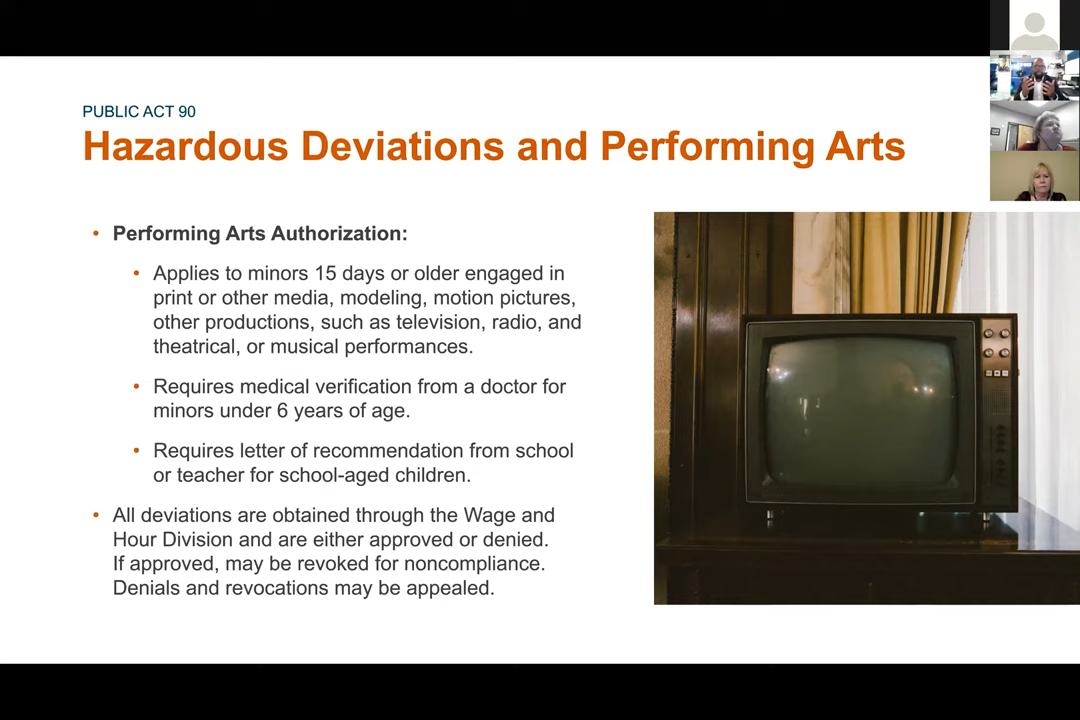 PUBLIC ACT 90
Hazardous Deviations and Performing Arts
• Performing Arts Authorization:
• Applies to minors 15 days or older engaged in
print or other media, modeling, motion pictures,
other productions, such as television, radio, and
theatrical, or musical performances.
• Requires medical verification from a doctor for
minors under 6 years of age.
• Requires letter of recommendation from school
or teacher for school-aged children.
• All deviations are obtained through the Wage and
Hour Division and are either approved or denied.
If approved, may be revoked for noncompliance.
Denials and revocations may be appealed.